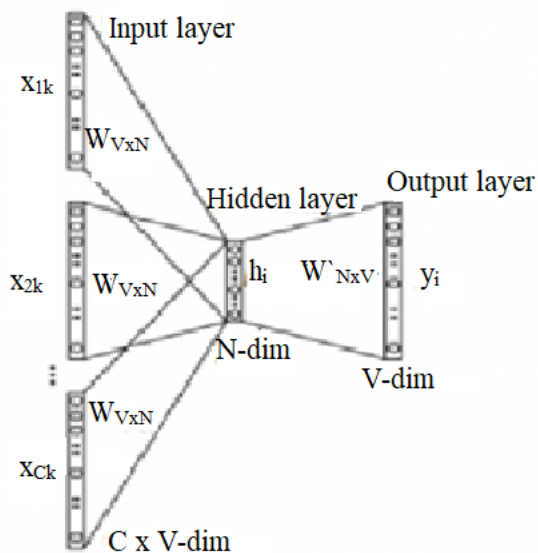 Input layer
x1k
WVxN
Output layer
Hidden layer
x2k
WVxN
hi
W`NxV
yi
N-dim
V-dim
WVxN
xCk
C x V-dim